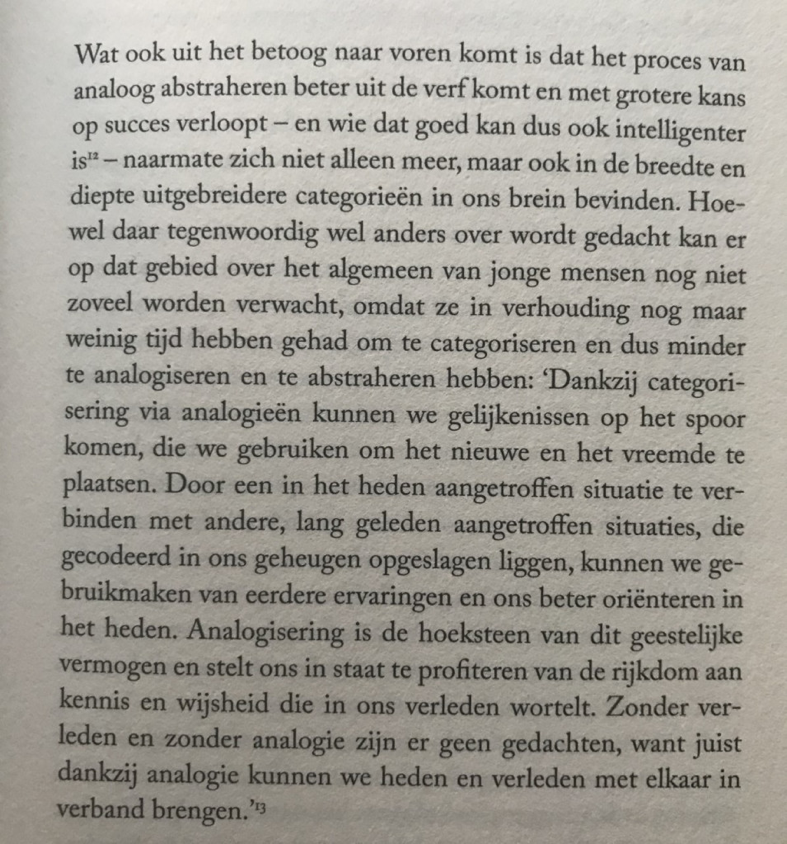 Wat ook uit het betoog naar voren komt is dat het proces van
analoog abstraheren beter uit de verf komt en met grotere kans
op succes verloopt – en wie dat goed kan dus ook intelligenter
is¹² – naarmate zich niet alleen meer, maar ook in de breedte en
diepte uitgebreidere categorieën in ons brein bevinden. Hoe-
wel daar tegenwoordig wel anders over wordt gedacht kan er
op dat gebied over het algemeen van jonge mensen nog niet
zoveel worden verwacht, omdat ze in verhouding nog maar
weinig tijd hebben gehad om te categoriseren en dus minder
te analogiseren en te abstraheren hebben: ‘Dankzij categori-
sering via analogieën kunnen we gelijkenissen op het spoor
komen, die we gebruiken om het nieuwe en het vreemde te
plaatsen. Door een in het heden aangetroffen situatie te ver-
binden met andere, lang geleden aangetroffen situaties, die
gecodeerd in ons geheugen opgeslagen liggen, kunnen we ge-
bruikmaken van eerdere ervaringen en ons beter oriënteren in
het heden. Analogisering is de hoeksteen van dit geestelijke
vermogen en stelt ons in staat te profiteren van de rijkdom aan
kennis en wijsheid die in ons verleden wortelt. Zonder ver-
leden en zonder analogie zijn er geen gedachten, want juist
dankzij analogie kunnen we heden en verleden met elkaar in
verband brengen.’¹³